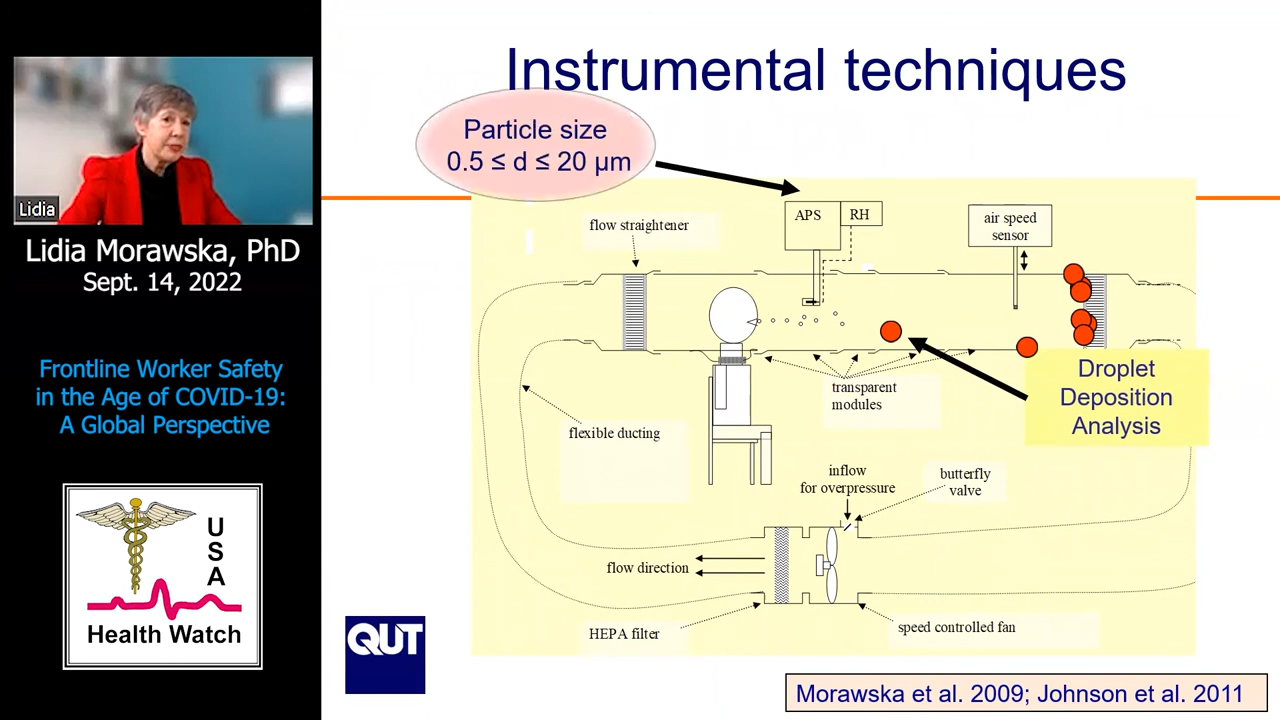 Lidia
Lidia Morawska, PhD
Sept. 14, 2022
Frontline Worker Safety
in the Age of COVID-19:
A Global Perspective
U
S
A
Health Watch
Instrumental techniques
Particle size
0.5 ≤ d ≤ 20 μm
flow straightener
APS
RH
air speed
sensor
transparent
modules
Droplet
Deposition
Analysis
flexible ducting
inflow
for overpressure
butterfly
valve
flow direction
HEPA filter
speed controlled fan
QUT
Morawska et al. 2009; Johnson et al. 2011